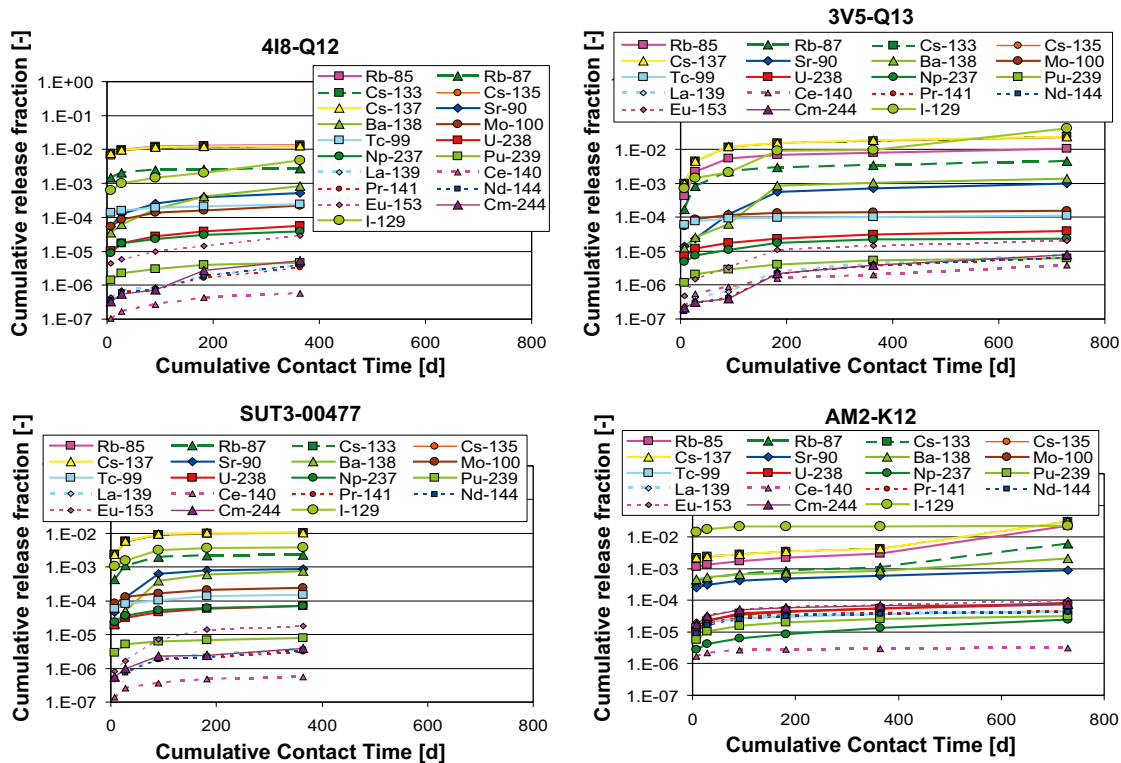 4I8-Q12
Cumulative release fraction [-]
1.E+00
1.E-01
1.E-02
1.E-03
1.E-04
1.E-05
1.E-06
1.E-07
Rb-85 Rb-87
Cs-133 Cs-135
Cs-137 Sr-90
Ba-138 Mo-100
Tc-99 U-238
Np-237 Pu-239
La-139 Ce-140
Pr-141 Nd-144
Eu-153 Cm-244
I-129
0 200 400 600 800
Cumulative Contact Time [d]
3V5-Q13
Cumulative release fraction [-]
Rb-85 Rb-87 Cs-133 Cs-135
Cs-137 Sr-90 Ba-138 Mo-100
Tc-99 U-238 Np-237 Pu-239
La-139 Ce-140 Pr-141 Nd-144
Eu-153 Cm-244 I-129
1.E-02
1.E-03
1.E-04
1.E-05
1.E-06
1.E-07
0 200 400 600 800
Cumulative Contact Time [d]
SUT3-00477
Cumulative release fraction [-]
Rb-85 Rb-87 Cs-133 Cs-135
Cs-137 Sr-90 Ba-138 Mo-100
Tc-99 U-238 Np-237 Pu-239
La-139 Ce-140 Pr-141 Nd-144
Eu-153 Cm-244 I-129
1.E-02
1.E-03
1.E-04
1.E-05
1.E-06
1.E-07
0 200 400 600 800
Cumulative Contact Time [d]
AM2-K12
Cumulative release fraction [-]
Rb-85 Rb-87 Cs-133 Cs-135
Cs-137 Sr-90 Ba-138 Mo-100
Tc-99 U-238 Np-237 Pu-239
La-139 Ce-140 Pr-141 Nd-144
Eu-153 Cm-244 I-129
1.E-02
1.E-03
1.E-04
1.E-05
1.E-06
1.E-07
0 200 400 600 800
Cumulative Contact Time [d]